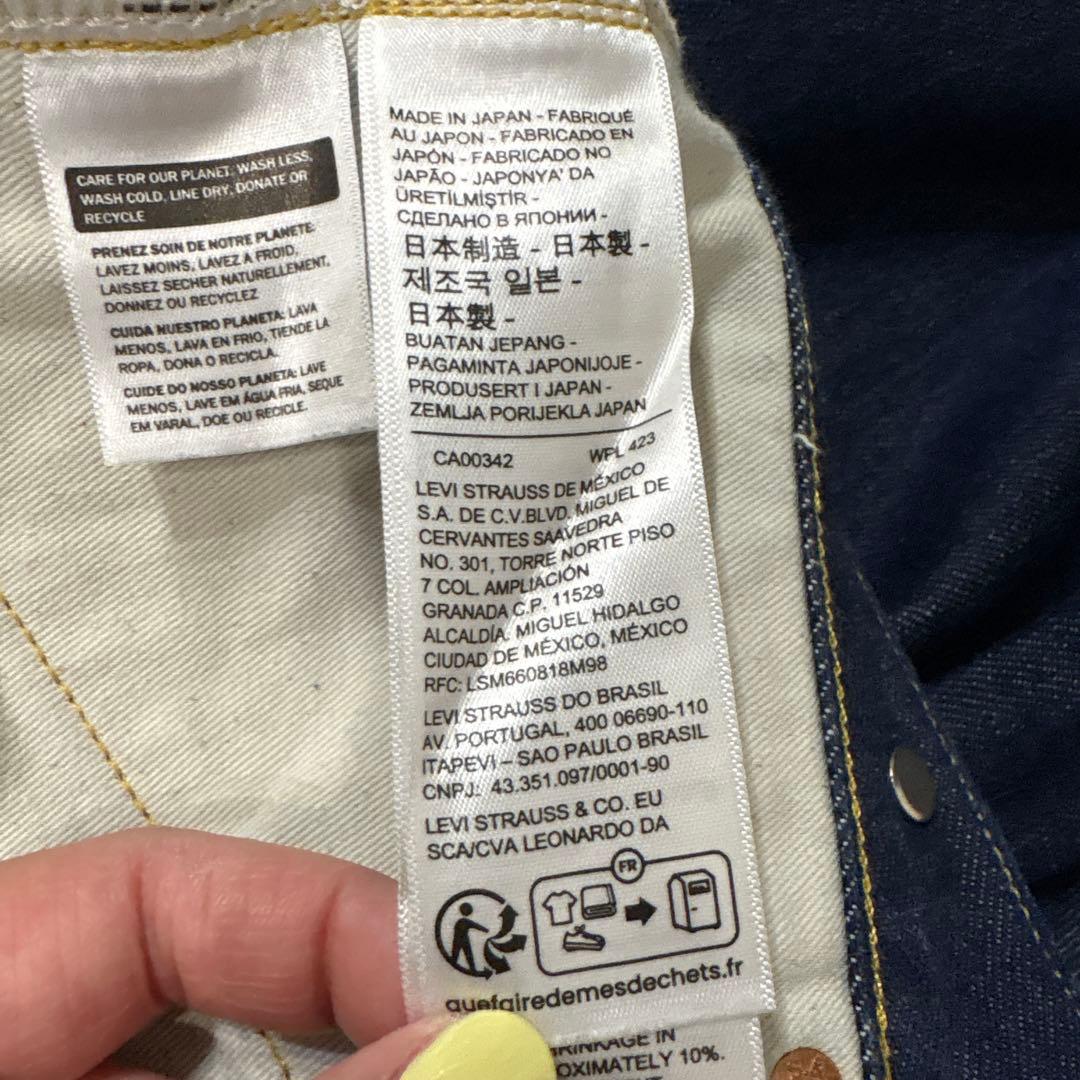 CARE FOR OUR PLANET: WASH LESS,
WASH COLD, LINE DRY, DONATE OR
RECYCLE
PRENEZ SOIN DE NOTRE PLANETE:
LAVEZ MOINS, LAVEZ A FROID,
LAISSEZ SECHER NATURELLEMENT,
DONNEZ OU RECYCLEZ
CUIDA NUESTRO PLANETA: LAVA
MENOS, LAVA EN FRIO, TIENDE LA
ROPA, DONA O RECICLA.
CUIDE DO NOSSO PLANETA: LAVE
MENOS, LAVE EM ÁGUA FRIA, SEQUE
EM VARAL, DOE OU RECICLE.
MADE IN JAPAN - FABRIQUÉ
AU JAPON - FABRICADO EN
JAPÓN - FABRICADO NO
JAPÃO - JAPONYA' DA
ÜRETİLMİŞTİR -
СДЕЛАНО В ЯПОНИИ -
日本制造 - 日本製 -
제조국 일본 -
日本製 -
BUATAN JEPANG -
PAGAMINTA JAPONIJOJE -
PRODUSERT I JAPAN -
ZEMLJA PORIJEKLA JAPAN
CA00342 WPL 423
LEVI STRAUSS DE MÉXICO
S.A. DE C.V.BLVD. MIGUEL DE
CERVANTES SAAVEDRA
NO. 301, TORRE NORTE PISO
7 COL. AMPLIACIÓN
GRANADA C.P. 11529
ALCALDÍA. MIGUEL HIDALGO
CIUDAD DE MÉXICO, MÉXICO
RFC: LSM660818M98
LEVI STRAUSS DO BRASIL
AV. PORTUGAL, 400 06690-110
ITAPEVI – SAO PAULO BRASIL
CNPJ: 43.351.097/0001-90
LEVI STRAUSS & CO. EU
SCA/CVA LEONARDO DA
FR
quefairedemesdechets.fr
IN
10%.